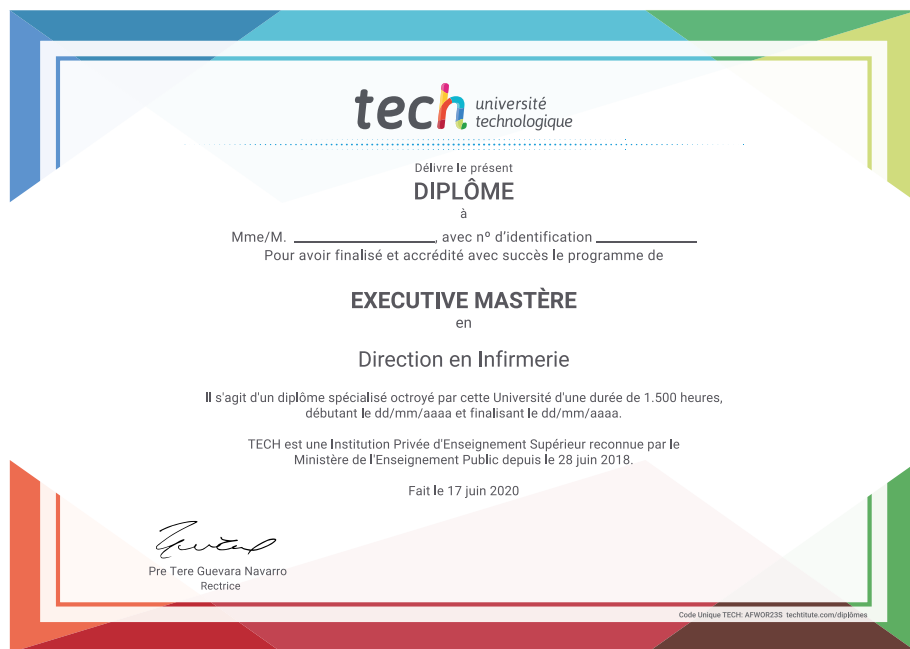 tech université
technologique
Délivre le présent
DIPLÔME
à
Mme/M. ____________, avec nº d'identification ____________
Pour avoir finalisé et accrédité avec succès le programme de
EXECUTIVE MASTÈRE
en
Direction en Infirmerie
Il s'agit d'un diplôme spécialisé octroyé par cette Université d'une durée de 1.500 heures,
débutant le dd/mm/aaaa et finalisant le dd/mm/aaaa.
TECH est une Institution Privée d'Enseignement Supérieur reconnue par le
Ministère de l'Enseignement Public depuis le 28 juin 2018.
Fait le 17 juin 2020
Pre Tere Guevara Navarro
Rectrice
Code Unique TECH: AFWOR23S techtitute.com/diplômes